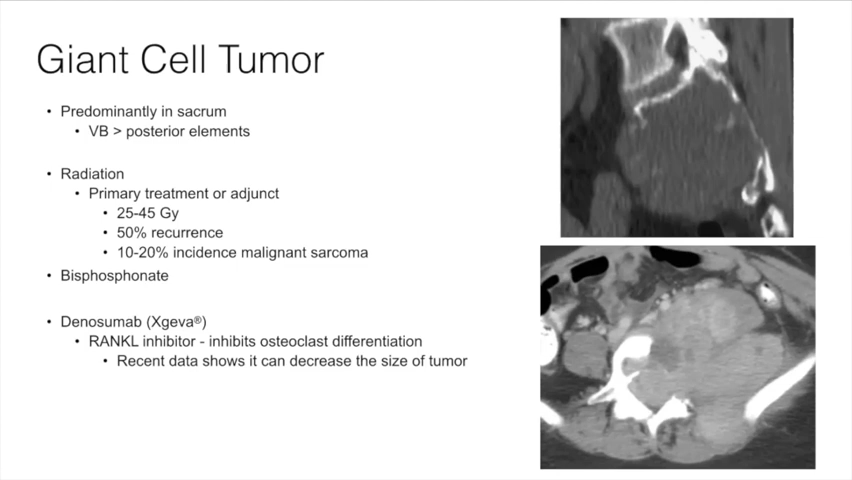 Giant Cell Tumor
• Predominantly in sacrum
• VB > posterior elements
• Radiation
• Primary treatment or adjunct
• 25-45 Gy
• 50% recurrence
• 10-20% incidence malignant sarcoma
• Bisphosphonate
• Denosumab (Xgeva®)
• RANKL inhibitor - inhibits osteoclast differentiation
• Recent data shows it can decrease the size of tumor